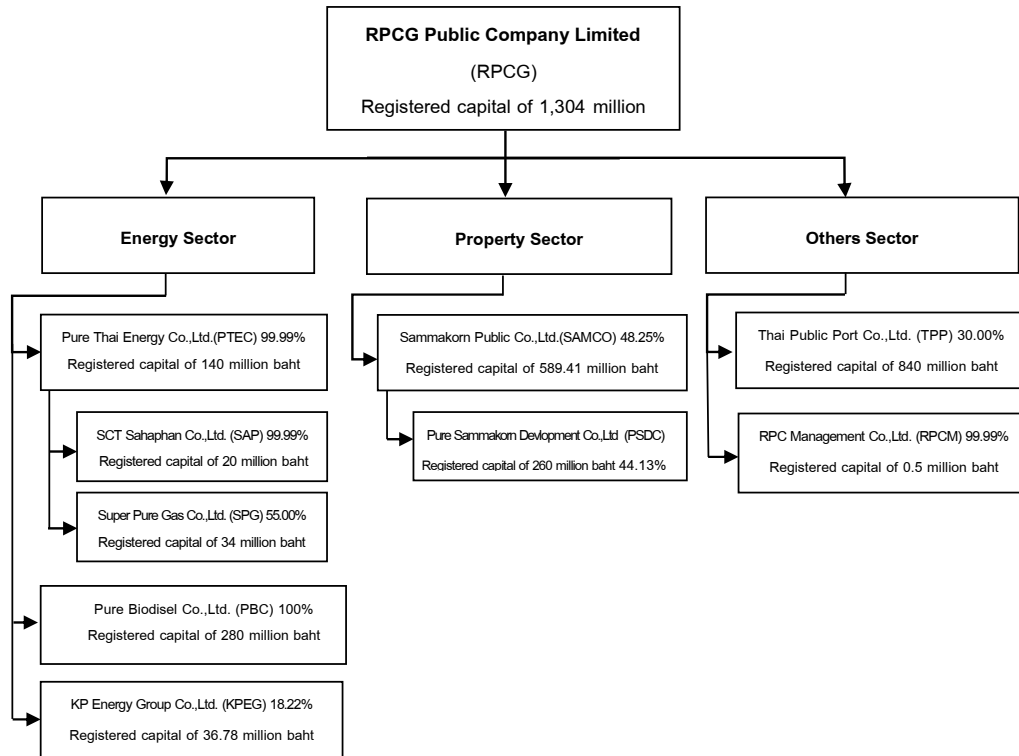 RPCG Public Company Limited
(RPCG)
Registered capital of 1,304 million
Energy Sector
Property Sector
Others Sector
Pure Thai Energy Co.,Ltd.(PTEC) 99.99%
Registered capital of 140 million baht
SCT Sahaphan Co.,Ltd. (SAP) 99.99%
Registered capital of 20 million baht
Super Pure Gas Co.,Ltd. (SPG) 55.00%
Registered capital of 34 million baht
Pure Biodisel Co.,Ltd. (PBC) 100%
Registered capital of 280 million baht
KP Energy Group Co.,Ltd. (KPEG) 18.22%
Registered capital of 36.78 million baht
Sammakorn Public Co.,Ltd.(SAMCO) 48.25%
Registered capital of 589.41 million baht
Pure Sammakorn Devlopment Co.,Ltd (PSDC)
Registered capital of 260 million baht 44.13%
Thai Public Port Co.,Ltd. (TPP) 30.00%
Registered capital of 840 million baht
RPC Management Co.,Ltd. (RPCM) 99.99%
Registered capital of 0.5 million baht